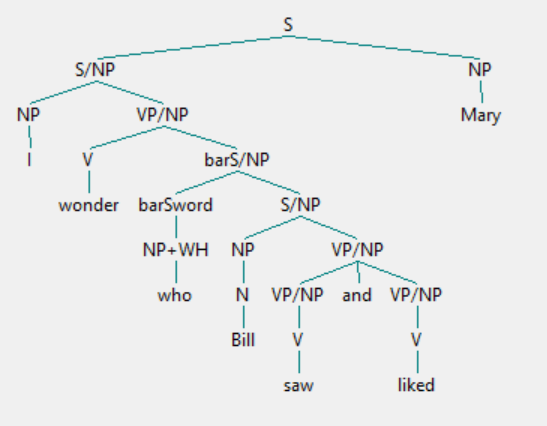 S
S/NP NP
NP VP/NP Mary
I V barS/NP
wonder barSword S/NP
NP+WH NP VP/NP
who N VP/NP and VP/NP
Bill V V
saw liked